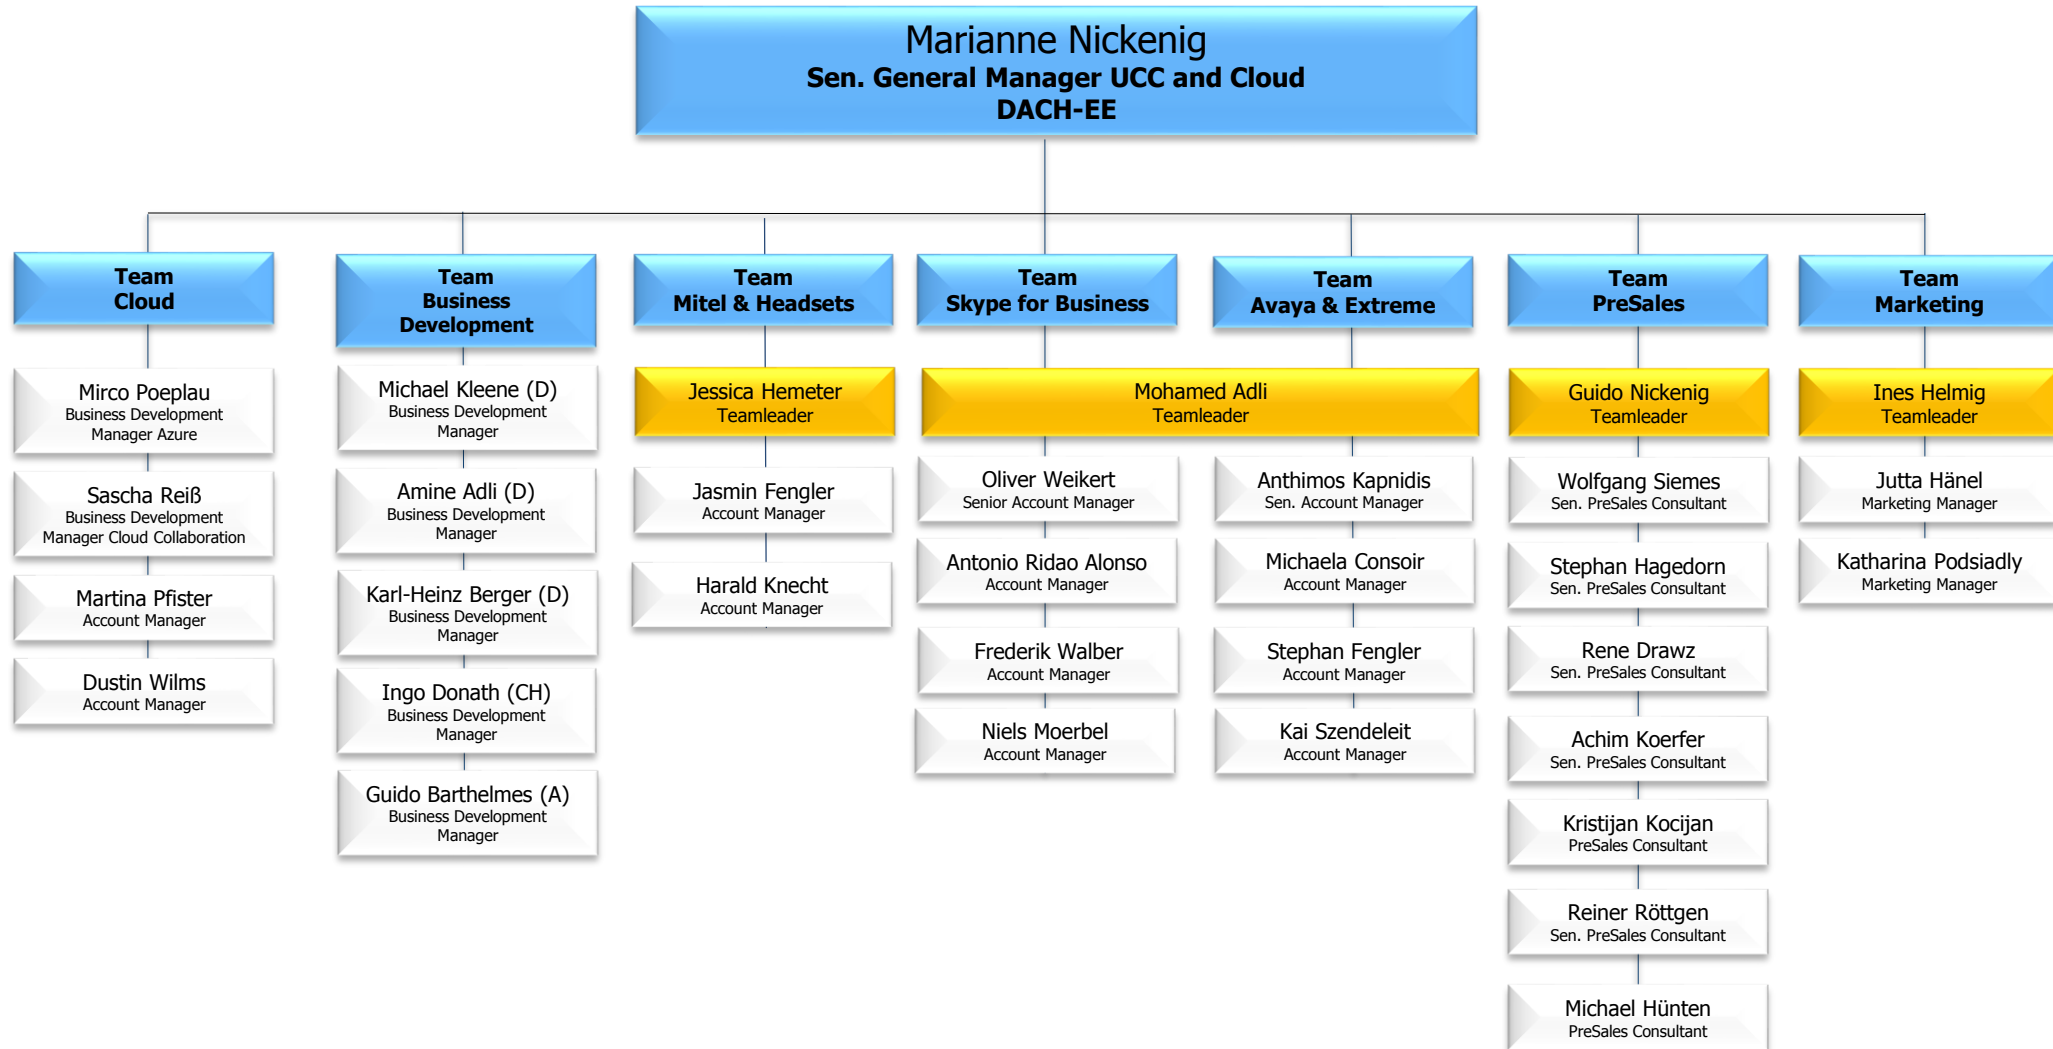 Marianne Nickenig
Sen. General Manager UCC and Cloud
DACH-EE
Team
Cloud
Mirco Poeplau
Business Development
Manager Azure
Sascha Reiß
Business Development
Manager Cloud Collaboration
Martina Pfister
Account Manager
Dustin Wilms
Account Manager
Team
Business
Development
Michael Kleene (D)
Business Development
Manager
Amine Adli (D)
Business Development
Manager
Karl-Heinz Berger (D)
Business Development
Manager
Ingo Donath (CH)
Business Development
Manager
Guido Barthelmes (A)
Business Development
Manager
Team
Mitel & Headsets
Jessica Hemeter
Teamleader
Jasmin Fengler
Account Manager
Harald Knecht
Account Manager
Team
Skype for Business
Team
Avaya & Extreme
Mohamed Adli
Teamleader
Oliver Weikert
Senior Account Manager
Antonio Ridao Alonso
Account Manager
Frederik Walber
Account Manager
Niels Moerbel
Account Manager
Anthimos Kapnidis
Sen. Account Manager
Michaela Consoir
Account Manager
Stephan Fengler
Account Manager
Kai Szendeleit
Account Manager
Team
PreSales
Guido Nickenig
Teamleader
Wolfgang Siemes
Sen. PreSales Consultant
Stephan Hagedorn
Sen. PreSales Consultant
Rene Drawz
Sen. PreSales Consultant
Achim Koerfer
Sen. PreSales Consultant
Kristijan Kocijan
PreSales Consultant
Reiner Röttgen
Sen. PreSales Consultant
Michael Hünten
PreSales Consultant
Team
Marketing
Ines Helmig
Teamleader
Jutta Hänel
Marketing Manager
Katharina Podsiadly
Marketing Manager